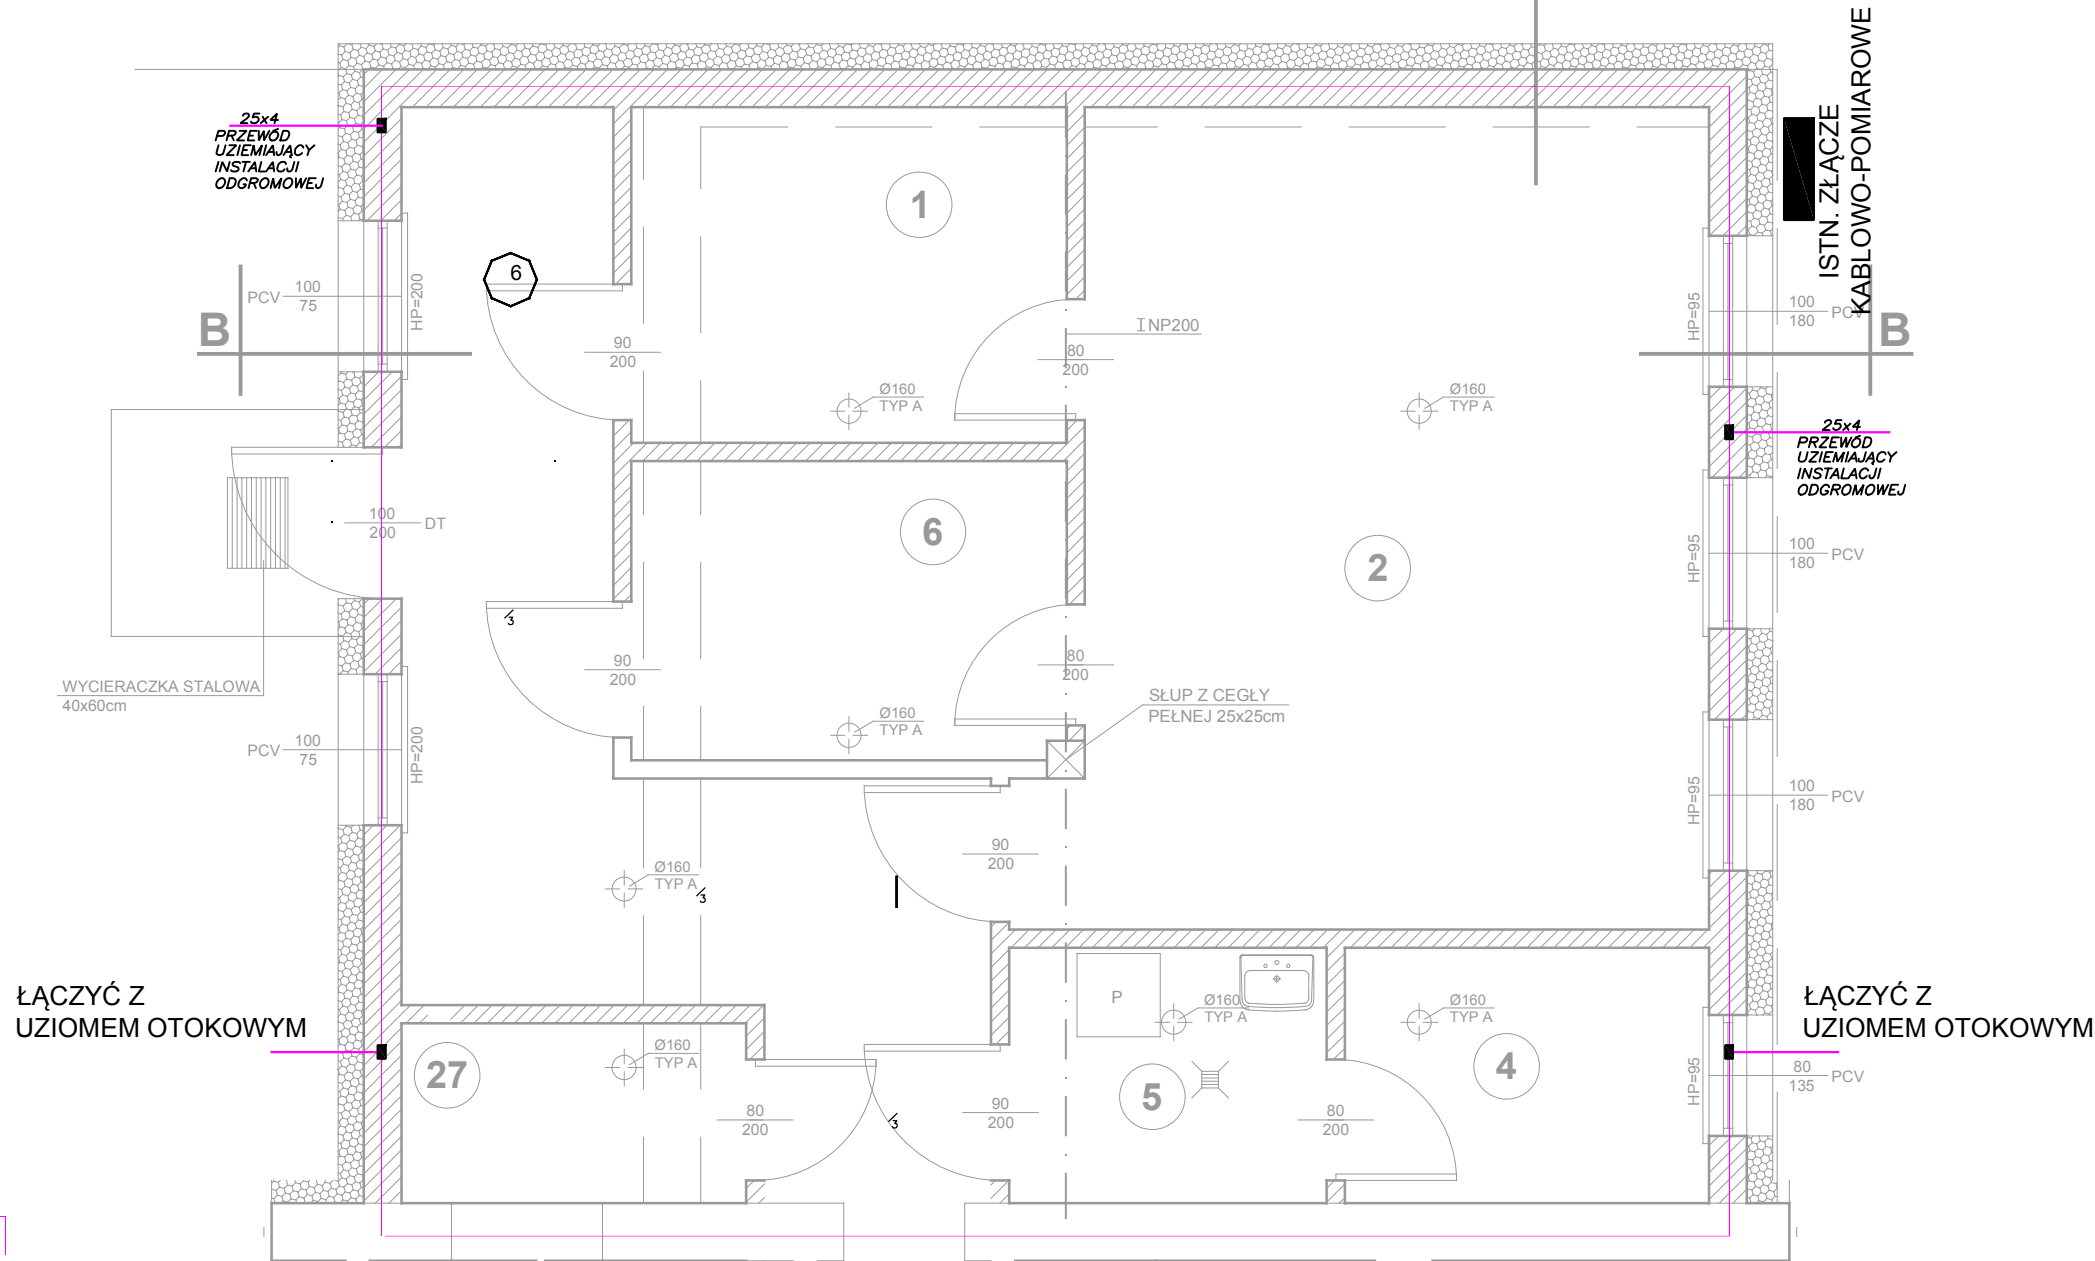 ISTN. ZŁĄCZE
KABLOWO-POMIAROWE
25x4
PRZEWÓD
UZIEMIAJĄCY
INSTALACJI
ODGROMOWEJ
1
6
PCV 100
75
HP=200
B
90
200
80
200
INP200
Ø160
TYP A
Ø160
TYP A
HP=95
100
180
PCV
B
25x4
PRZEWÓD
UZIEMIAJĄCY
INSTALACJI
ODGROMOWEJ
100
200
DT
6
2
HP=95
100
180
PCV
3
90
200
80
200
WYCIERACZKA STALOWA
40x60cm
SŁUP Z CEGŁY
PEŁNEJ 25x25cm
Ø160
TYP A
PCV 100
75
HP=200
HP=95
100
180
PCV
90
200
Ø160
TYP A
3
ŁĄCZYĆ Z
UZIOMEM OTOKOWYM
P
Ø160
TYP A
Ø160
TYP A
ŁĄCZYĆ Z
UZIOMEM OTOKOWYM
27
Ø160
TYP A
5
4
HP=95
80
135
PCV
80
200
3
90
200
80
200